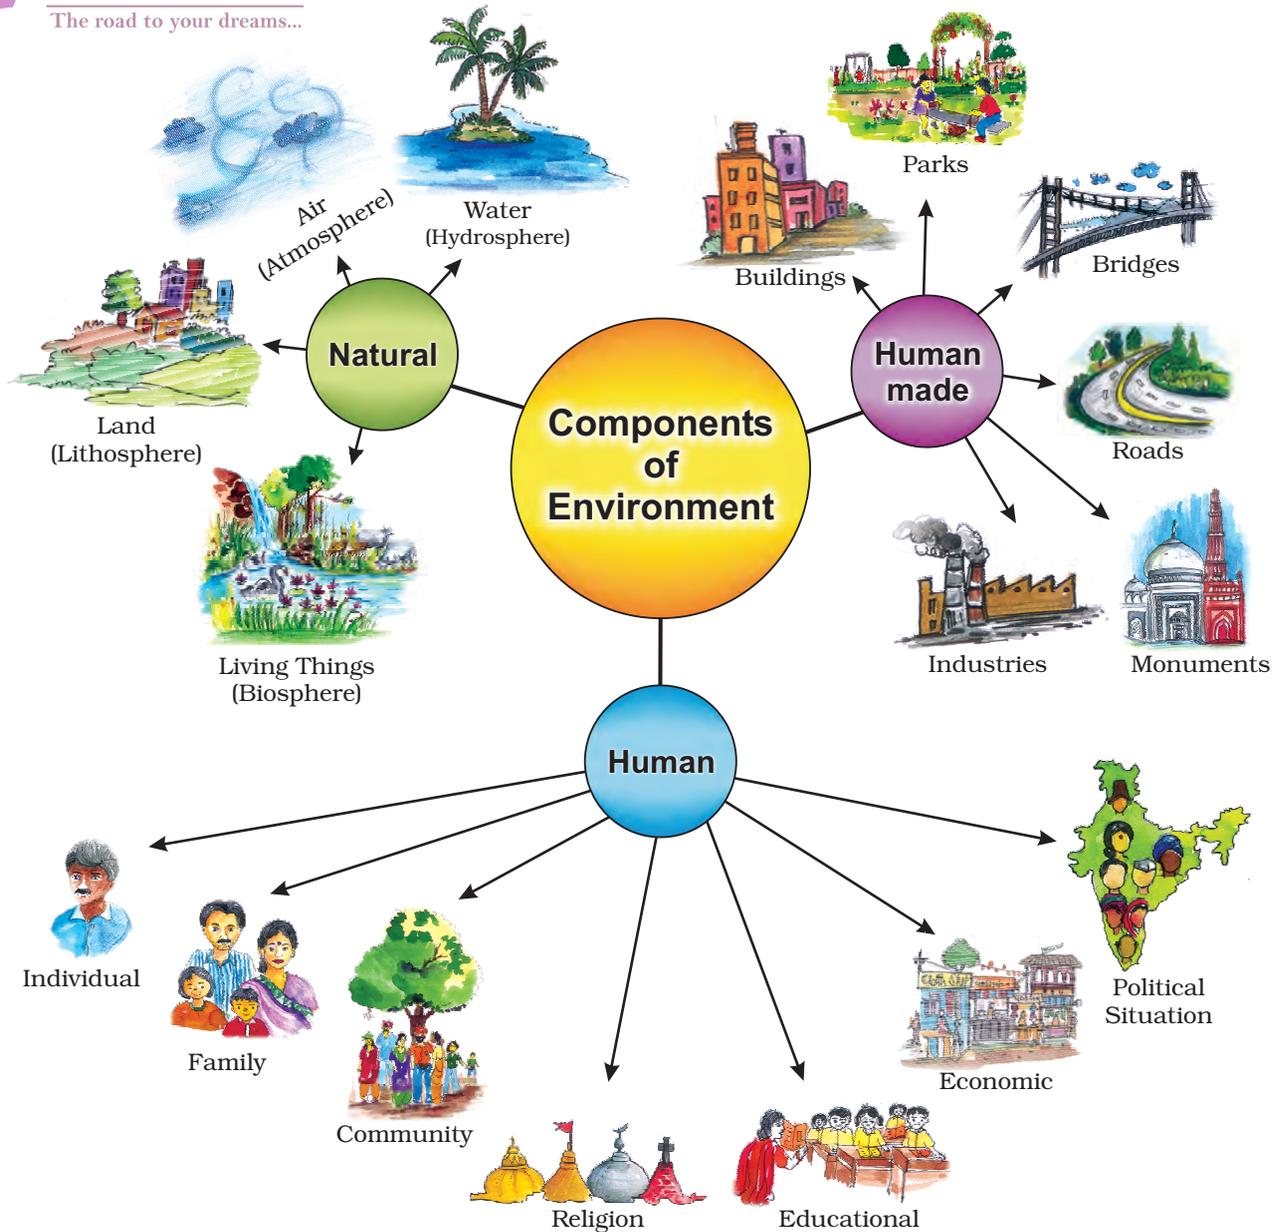 The road to your dreams...
Air
(Atmosphere)
Water
(Hydrosphere)
Land
(Lithosphere)
Natural
Living Things
(Biosphere)
Components
of
Environment
Parks
Buildings
Bridges
Human
made
Roads
Industries
Monuments
Human
Individual
Family
Community
Religion
Educational
Economic
Political
Situation